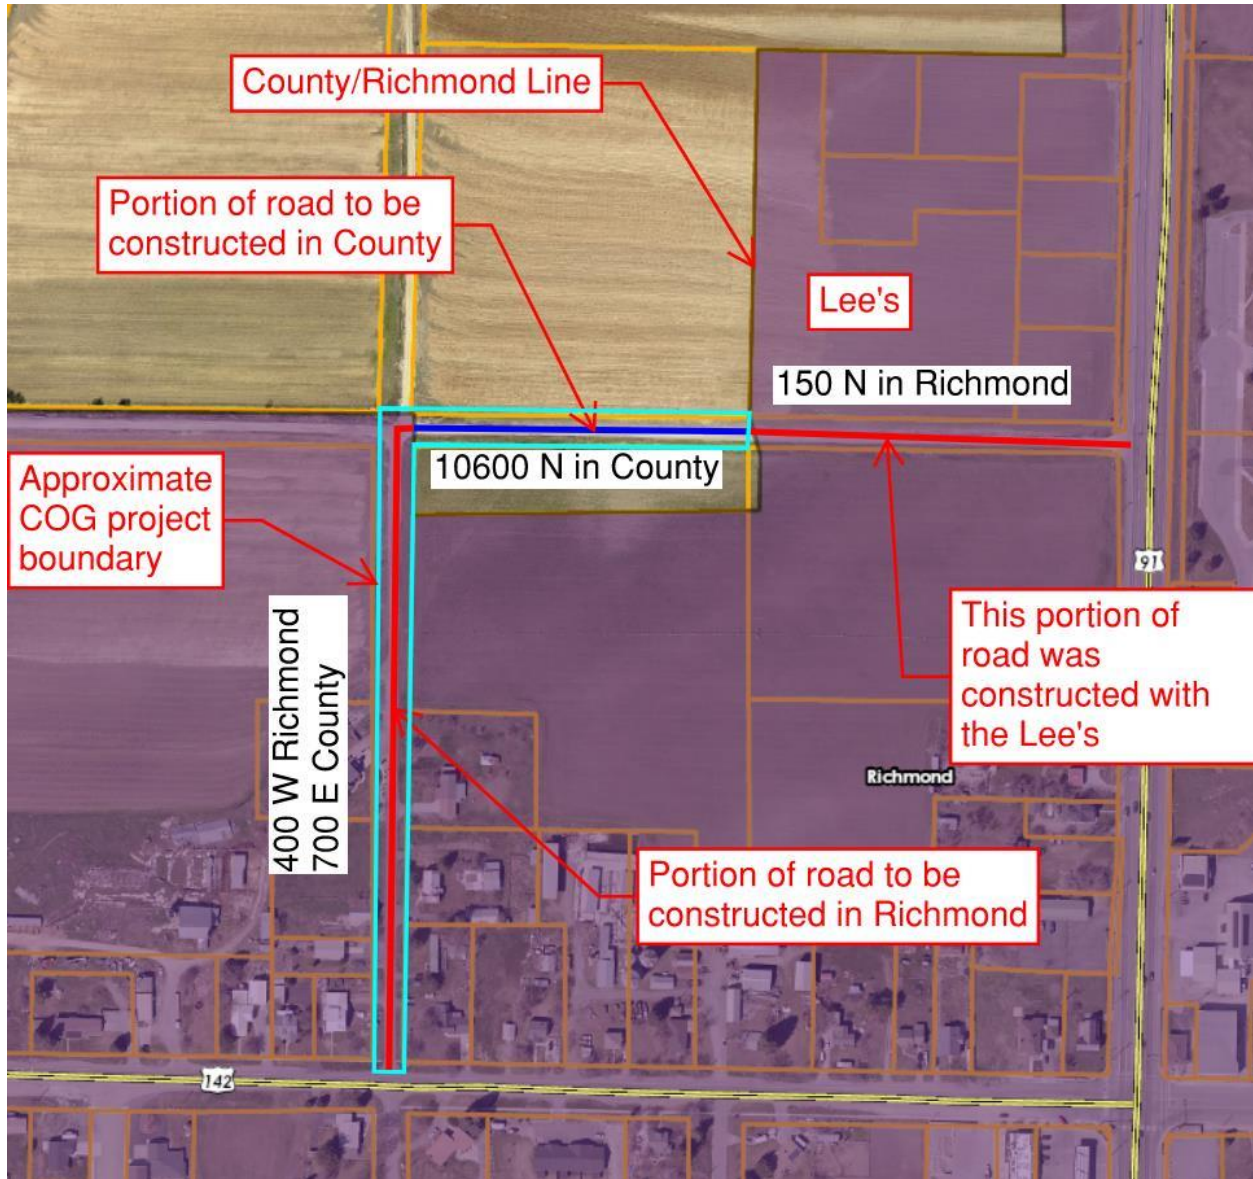 County/Richmond Line
Portion of road to be
constructed in County
Lee's
150 N in Richmond
10600 N in County
Approximate
COG project
boundary
91
This portion of
road was
constructed with
the Lee's
400 W Richmond
700 E County
Richmond
Portion of road to be
constructed in Richmond
142